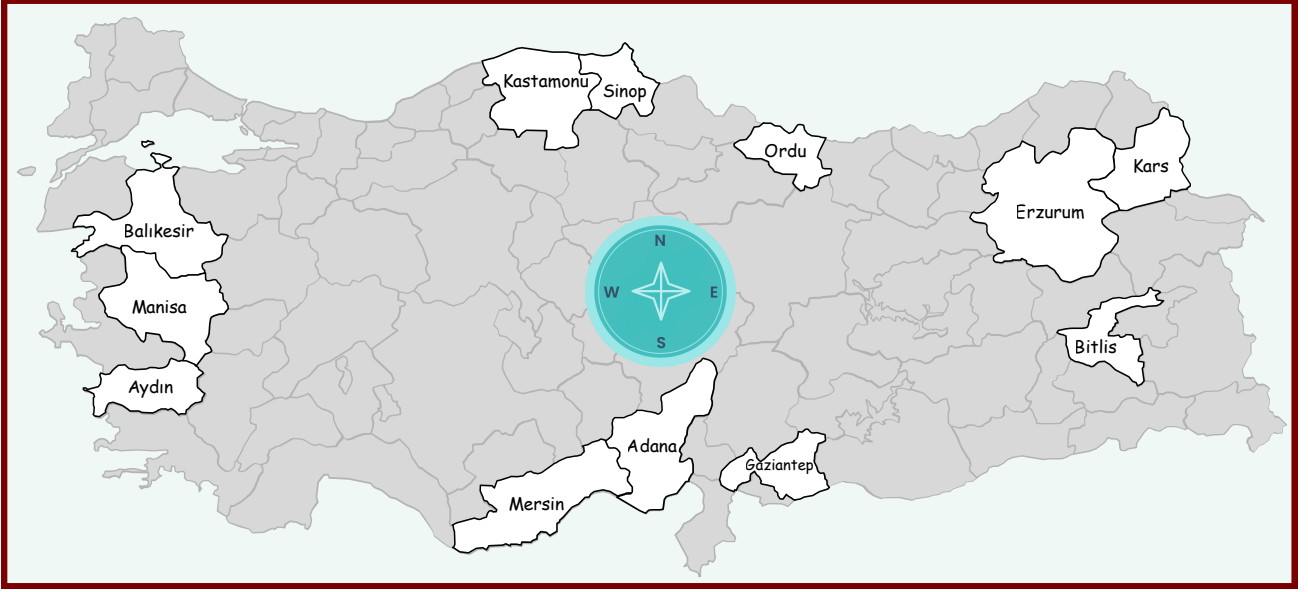 Kastamonu
Sinop
Ordu
Kars
Erzurum
Balıkesir
N
W
E
S
Manisa
Bitlis
Aydın
Adana
Gaziantep
Mersin